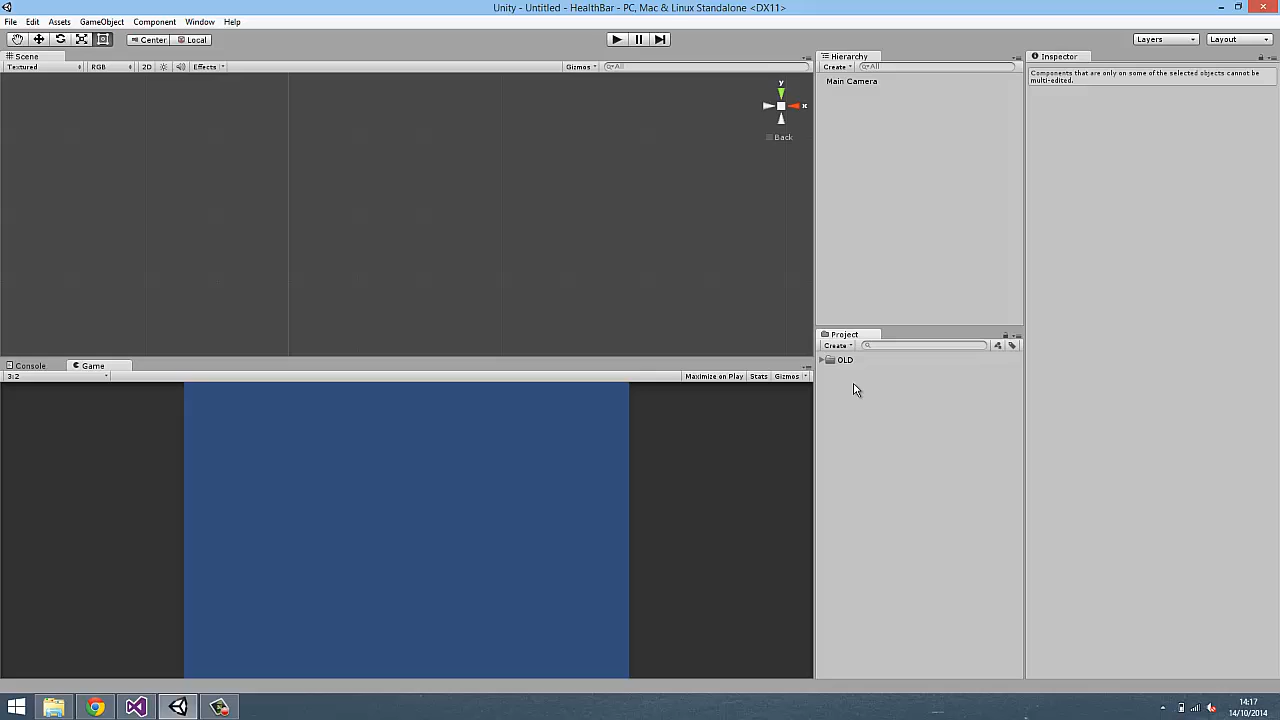 Unity - Untitled - HealthBar - PC, Mac & Linux Standalone <DX11>
File Edit Assets GameObject Component Window Help
Center Local Layers Layout
Scene Hierarchy Inspector
Textured RGB 2D Effects Gizmos All Create All
Components that are only on some of the selected objects cannot be
multi-edited.
Main Camera
y
x
Back
Project
Create
OLD
Console Game
3:2 Maximize on Play Stats Gizmos
14:17
14/10/2014